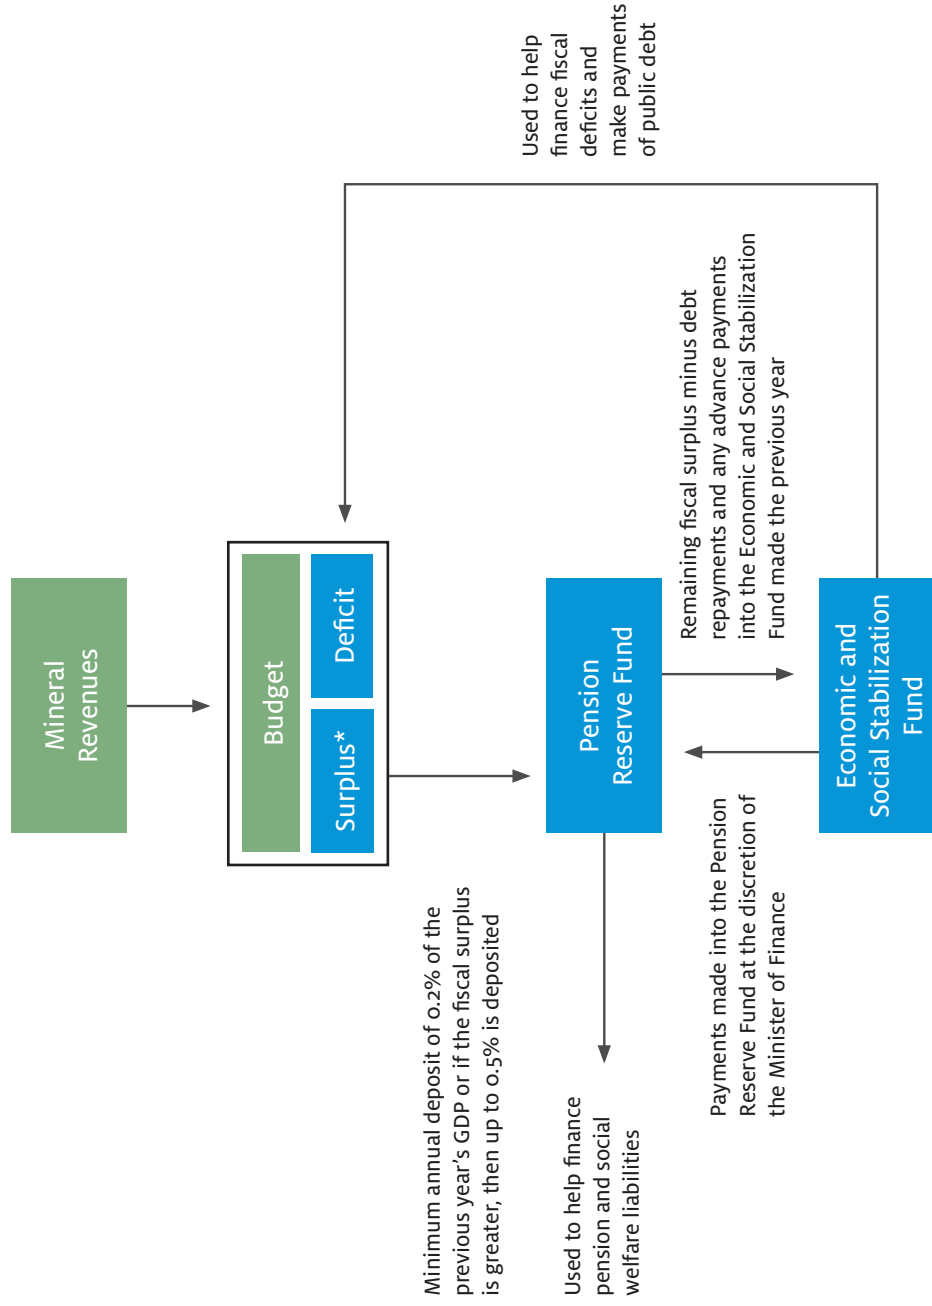 Mineral
Revenues
Budget
Surplus*
Deficit
Minimum annual deposit of 0.2% of the
previous year's GDP or if the fiscal surplus
is greater, then up to 0.5% is deposited
Used to help
finance fiscal
deficits and
make payments
of public debt
Pension
Reserve Fund
Used to help finance
pension and social
welfare liabilities
Remaining fiscal surplus minus debt
repayments and any advance payments
into the Economic and Social Stabilization
Fund made the previous year
Payments made into the Pension
Reserve Fund at the discretion of
the Minister of Finance
Economic and
Social Stabilization
Fund